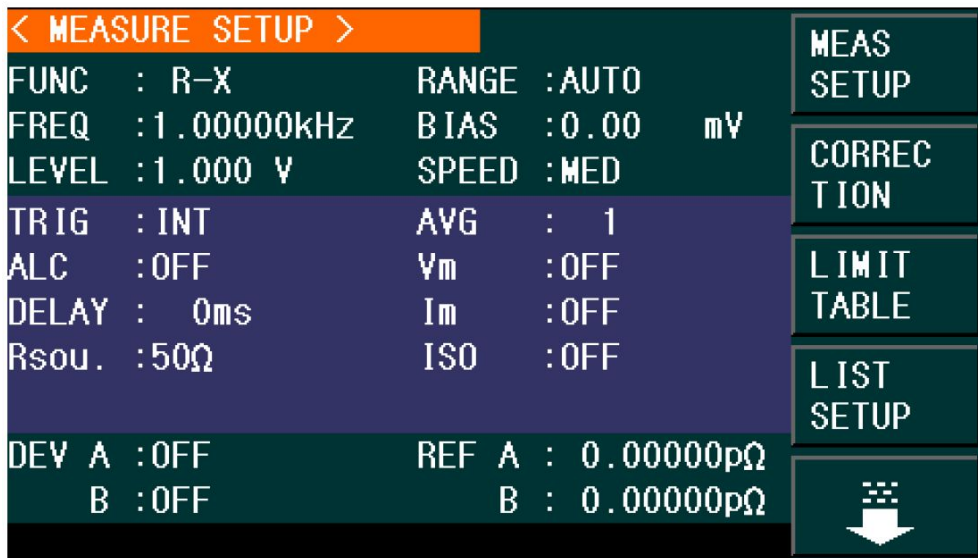 < MEASURE SETUP >
FUNC : R-X RANGE :AUTO
FREQ :1.00000kHz BIAS :0.00 mV
LEVEL :1.000 V SPEED :MED
TRIG :INT AVG : 1
ALC :OFF Vm :OFF
DELAY : 0ms Im :OFF
Rsou. :50Ω ISO :OFF
DEV A :OFF REF A : 0.00000pΩ
B :OFF B : 0.00000pΩ
MEAS
SETUP
CORREC
TION
LIMIT
TABLE
LIST
SETUP